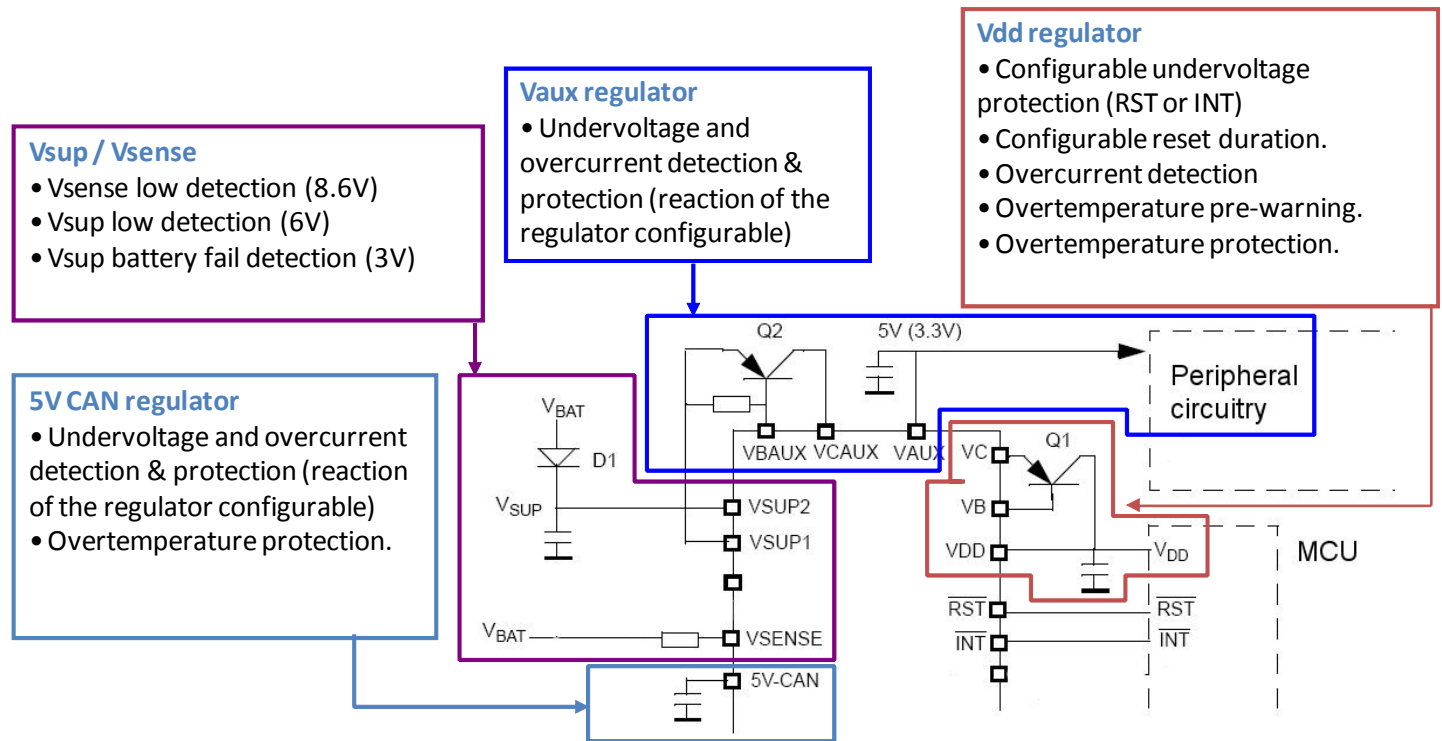 Vdd regulator
• Configurable undervoltage
protection (RST or INT)
• Configurable reset duration.
• Overcurrent detection
• Overtemperature pre-warning.
• Overtemperature protection.
Vaux regulator
• Undervoltage and
overcurrent detection &
protection (reaction of the
regulator configurable)
Vsup / Vsense
• Vsense low detection (8.6V)
• Vsup low detection (6V)
• Vsup battery fail detection (3V)
5V CAN regulator
• Undervoltage and overcurrent
detection & protection (reaction
of the regulator configurable)
• Overtemperature protection.
Q2
5V (3.3V)
Peripheral
circuitry
VBAT
D1
VBAUX VCAUX VAUX
Q1
VC
VSUP
VSUP2
VB
VSUP1
VDD
VDD
MCU
RST
RST
VBAT
VSENSE
INT
INT
5V-CAN